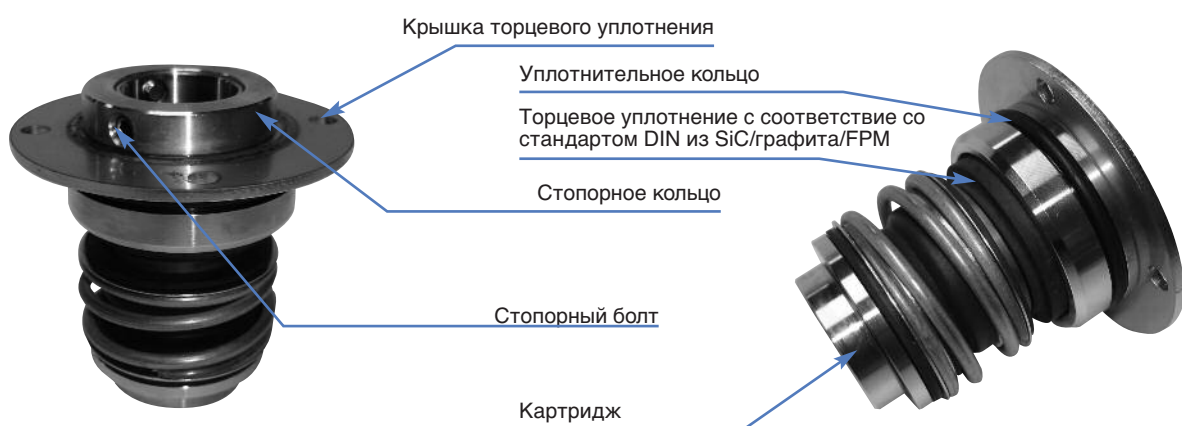 Крышка торцевого уплотнения
Уплотнительное кольцо
Торцевое уплотнение с соответствие со
стандартом DIN из SiC/графита/FPM
Стопорное кольцо
Стопорный болт
Картридж